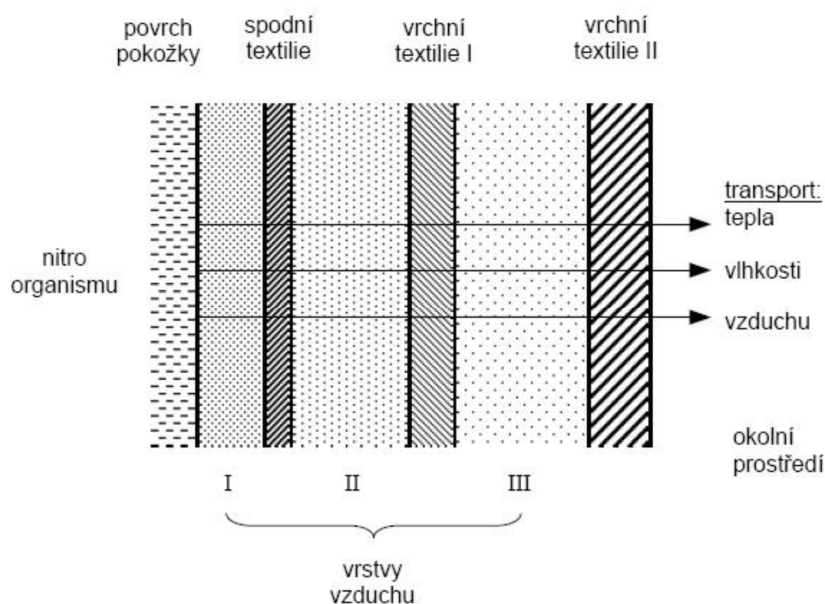 povrch
pokožky
spodní
textilie
vrchní
textilie I
vrchní
textilie II
nitro
organismu
transport:
tepla
vlhkosti
vzduchu
okolní
prostředí
I
II
III
vrstvy
vzduchu